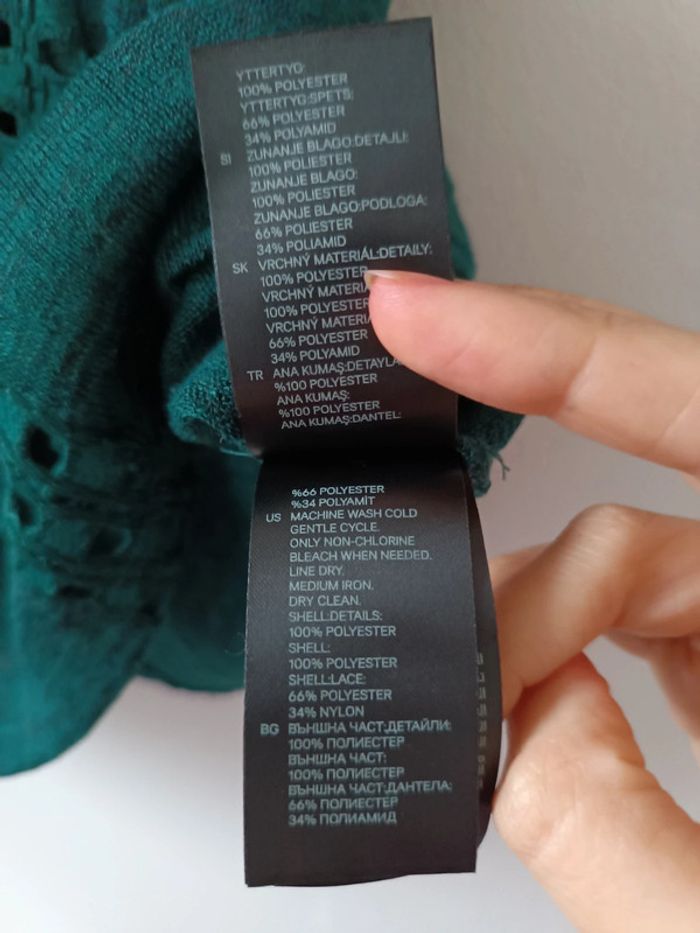 YTTERTYG:
100% POLYESTER
YTTERTYG:SPETS:
66% POLYESTER
34% POLYAMID
SI ZUNANJE BLAGO:DETAJLI:
100% POLIESTER
ZUNANJE BLAGO:
100% POLIESTER
ZUNANJE BLAGO:PODLOGA:
66% POLIESTER
34% POLIAMID
SK VRCHNÝ MATERIÁL:DETAILY:
100% POLYESTER
VRCHNÝ
100% POLYESTER
VRCHNÝ
66% POLYESTER
34% POLYAMID
TR ANA
%100 POLYESTER
ANA KUMAŞ:
%100 POLYESTER
ANA KUMAŞ:DANTEL:
%66 POLYESTER
%34 POLYAMİT
US MACHINE WASH COLD
GENTLE CYCLE.
ONLY NON-CHLORINE
BLEACH WHEN NEEDED.
LINE DRY.
MEDIUM IRON.
DRY CLEAN.
SHELL:DETAILS:
100% POLYESTER
SHELL:
100% POLYESTER
SHELL:LACE:
66% POLYESTER
34% NYLON
BG ВЪНШНА ЧАСТ:ДЕТАЙЛИ:
100% ПОЛИЕСТЕР
ВЪНШНА ЧАСТ:
100% ПОЛИЕСТЕР
ВЪНШНА ЧАСТ:ДАНТЕЛА:
66% ПОЛИЕСТЕР
34% ПОЛИАМИД